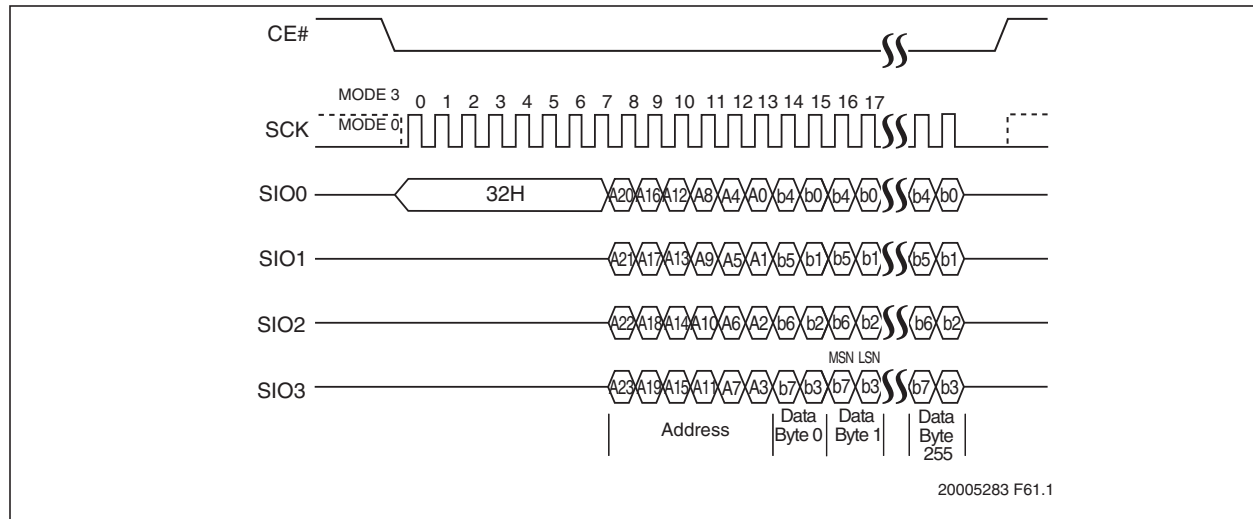 CE#
MODE 3 0 1 2 3 4 5 6 7 8 9 10 11 12 13 14 15 16 17
SCK MODE 0
SIO0 32H A20 A16 A12 A8 A4 A0 b4 b0 b4 b0 b4 b0
SIO1 A21 A17 A13 A9 A5 A1 b5 b1 b5 b1 b5 b1
SIO2 A22 A18 A14 A10 A6 A2 b6 b2 b6 b2 b6 b2
MSN LSN
SIO3 A23 A19 A15 A11 A7 A3 b7 b3 b7 b3 b7 b3
Address
Data
Byte 0
Data
Byte 1
Data
Byte
255
20005283 F61.1